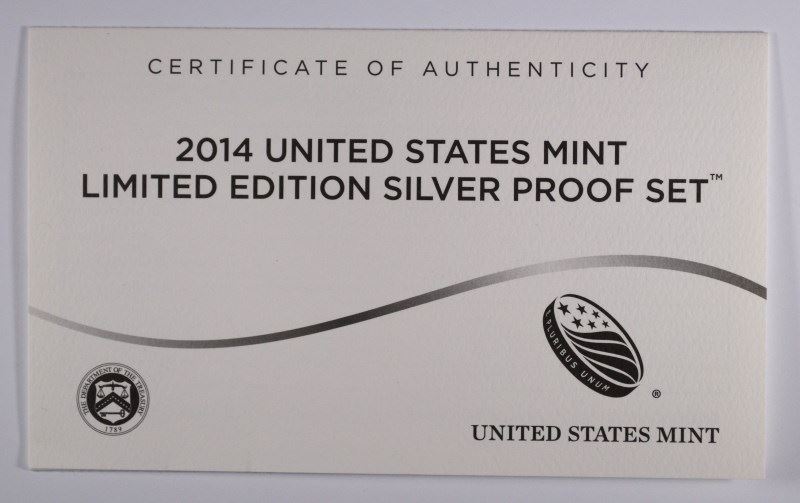 CERTIFICATE OF AUTHENTICITY
2014 UNITED STATES MINT
LIMITED EDITION SILVER PROOF SET™
E PLURIBUS UNUM
®
THE DEPARTMENT OF THE TREASURY
1789
UNITED STATES MINT